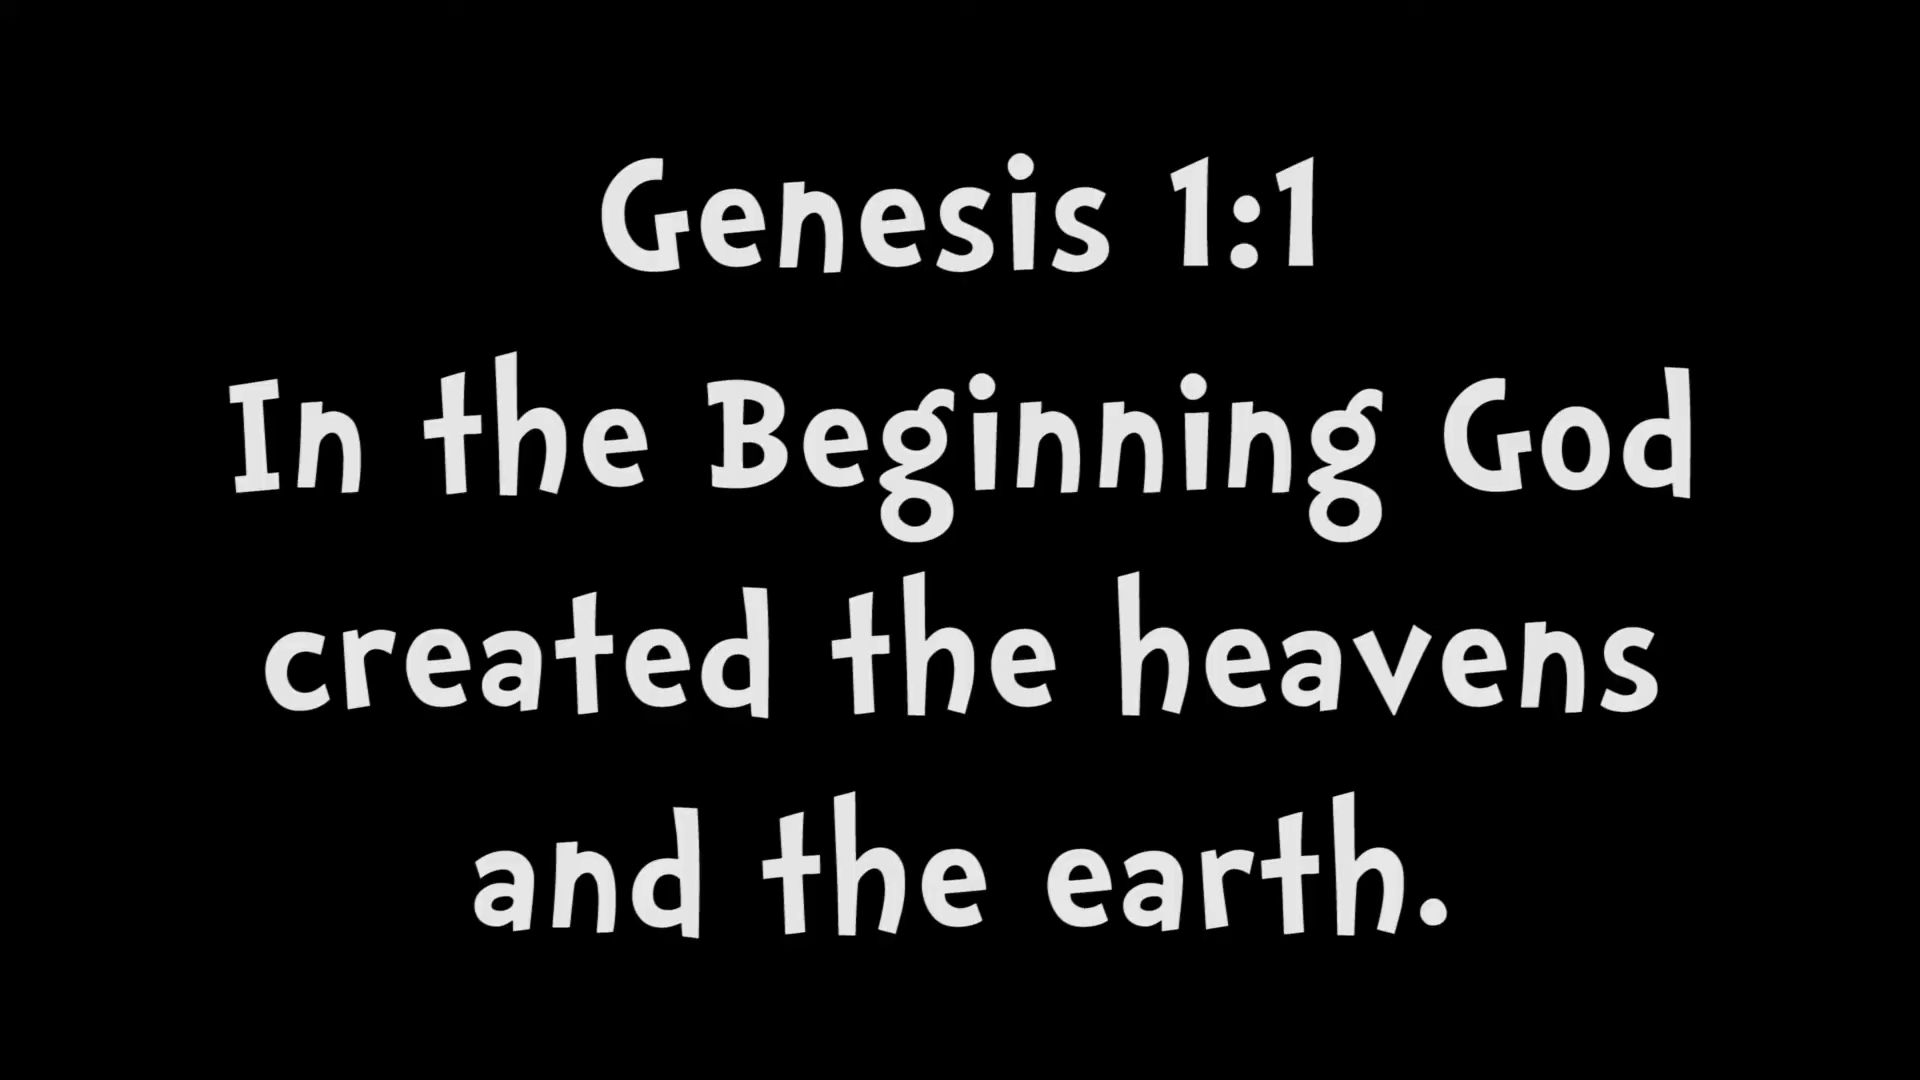 Genesis 1:1
In the Beginning God
created the heavens
and the earth.